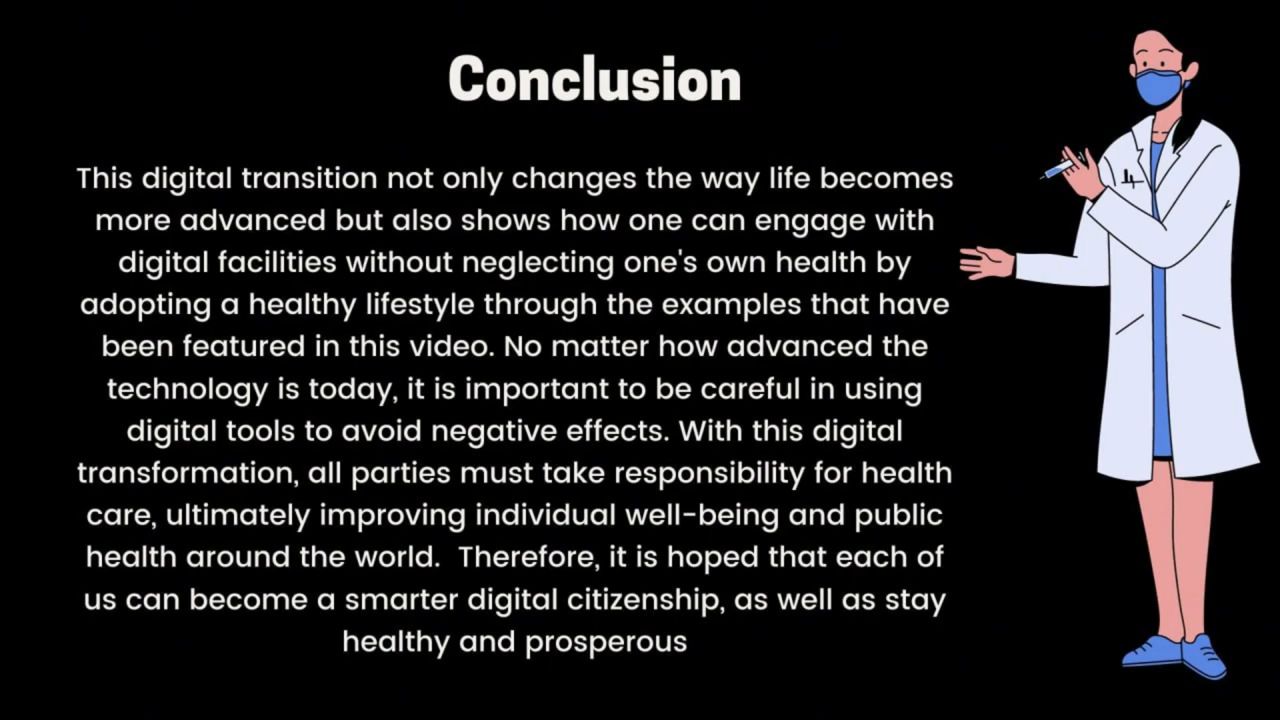 Conclusion
This digital transition not only changes the way life becomes
more advanced but also shows how one can engage with
digital facilities without neglecting one's own health by
adopting a healthy lifestyle through the examples that have
been featured in this video. No matter how advanced the
technology is today, it is important to be careful in using
digital tools to avoid negative effects. With this digital
transformation, all parties must take responsibility for health
care, ultimately improving individual well-being and public
health around the world.  Therefore, it is hoped that each of
us can become a smarter digital citizenship, as well as stay
healthy and prosperous